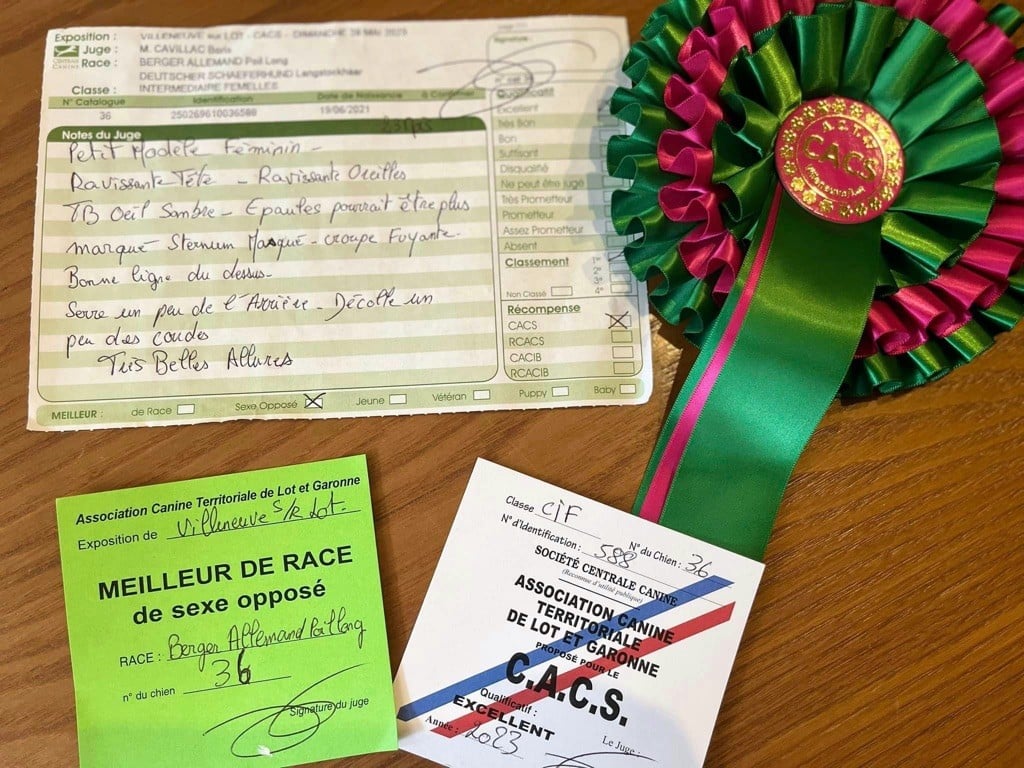 Exposition : VILLENEUVE sur LOT - CACS - DIMANCHE 28 MAI 2023
Juge : M. CAVILLAC Boris
Race : BERGER ALLEMAND Poil Long
DEUTSCHER SCHAEFERHUND Langstockhaar
Classe : INTERMEDIAIRE FEMELLES
N° Catalogue Identification Date de Naissance à Confirmer
36 250269610036588 19/06/2021
Notes du Juge
Petit Modèle Féminin -
Ravissante Tête - Ravissante Oreilles
TB Oeil Sombre - Epaules pourrait être plus
marqué Sternum Masqué - croupe Fuyante.
Bonne ligne du dessus -
Serre un peu de l'Arrière - Décolle un
peu des coudes
Très Belles Allures
Signature
Qualificatif
Excellent
Très Bon
Bon
Suffisant
Disqualifié
Ne peut être jugé
Très Prometteur
Prometteur
Assez Prometteur
Absent
Classement
Non Classé
Récompense
CACS
RCACS
CACIB
RCACIB
MEILLEUR : de Race Sexe Opposé Jeune Vétéran Puppy Baby
CACS
Association Canine Territoriale de Lot et Garonne
Exposition de Villeneuve s/r Lot.
MEILLEUR DE RACE
de sexe opposé
RACE : Berger Allemand Poil long
n° du chien 36
Signature du juge
Classe CIF
N° d'Identification : 588 N° du Chien : 36
SOCIÉTÉ CENTRALE CANINE
(Reconnue d'utilité publique)
ASSOCIATION CANINE
TERRITORIALE
DE LOT ET GARONNE
PROPOSÉ POUR LE
C.A.C.S.
Qualificatif :
EXCELLENT
Année : 2023 Le Juge :